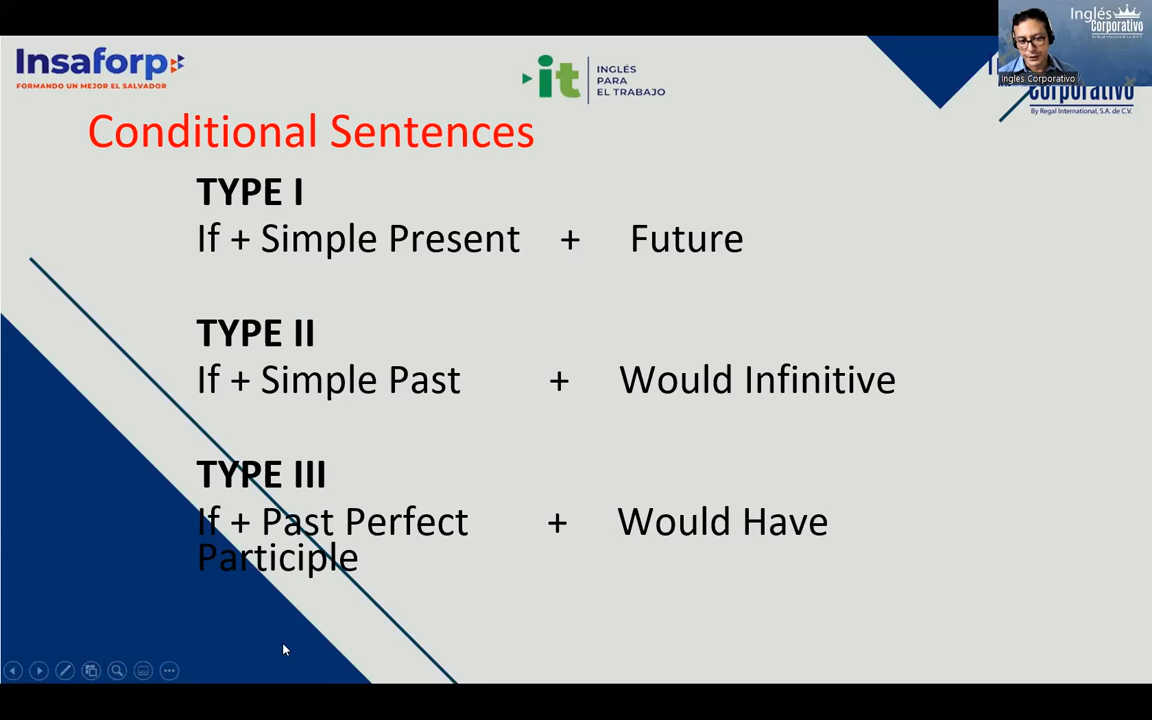 Insaforp
FORMANDO UN MEJOR EL SALVADOR
it
INGLÉS
PARA
EL TRABAJO
Inglés
Corporativo
Ingles Corporativo
corporativo
By Regal International, S.A. de C.V.
Conditional Sentences
TYPE I
If + Simple Present + Future
TYPE II
If + Simple Past + Would Infinitive
TYPE III
If + Past Perfect + Would Have
Participle